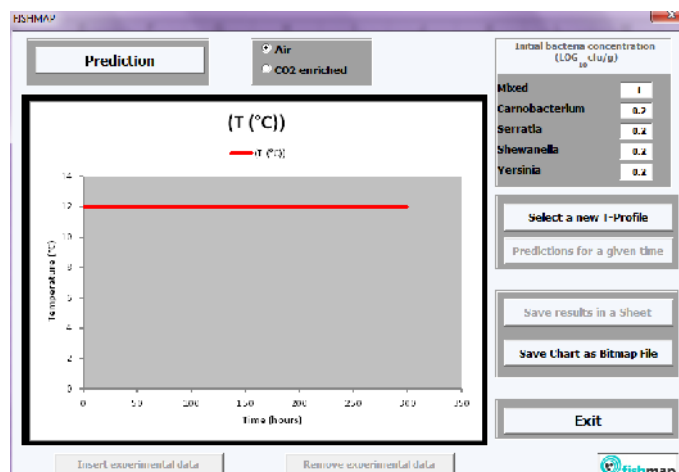 FISHMAP
Prediction
Air
CO2 enriched
Initial bacteria concentration
(LOG10 cfu/g)
Mixed 1
Carnobacterium 0.2
Serratia 0.2
Shewanella 0.2
Yersinia 0.2
(T (°C))
(T (°C))
14
12
10
8
6
4
2
0
Temperature (°C)
0 50 100 150 200 250 300 350
Time (hours)
Select a new T-Profile
Predictions for a given time
Save results in a Sheet
Save Chart as Bitmap File
Exit
Insert experimental data
Remove experimental data
fishmap